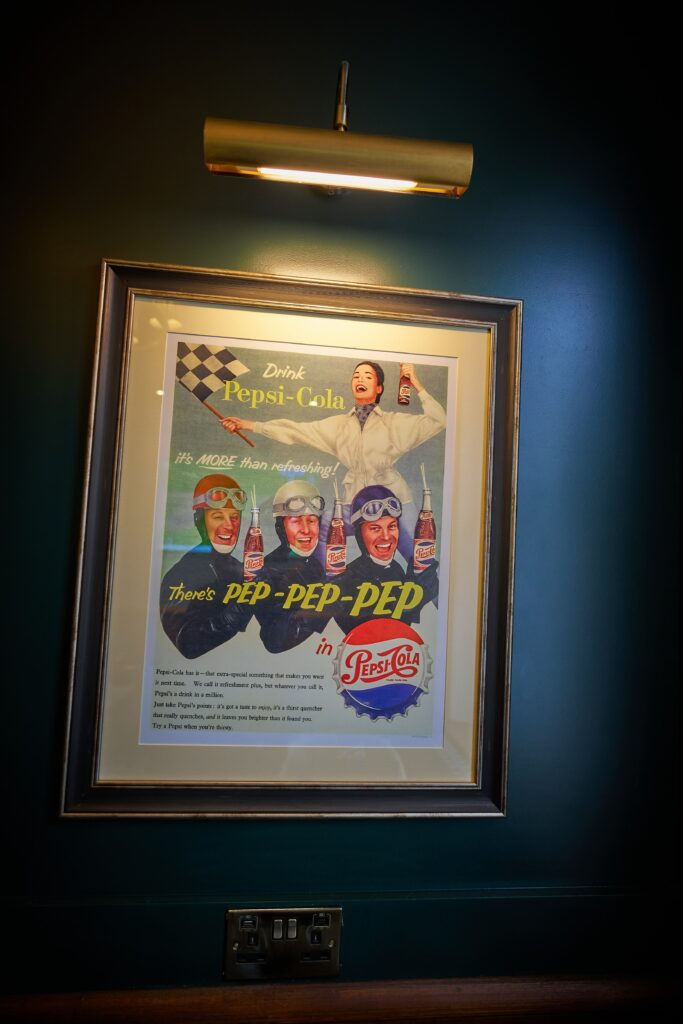 Drink
Pepsi-Cola
it's MORE than refreshing!
There's PEP-PEP-PEP
in
PEPSI-COLA
Pepsi-Cola has it—that extra-special something that makes you want
it next time. We call it refreshment plus, but whatever you call it,
Pepsi's a drink in a million.
Just take Pepsi's points: it's got a taste to enjoy, it's a thirst quencher
that really quenches, and it leaves you brighter than it found you.
Try a Pepsi when you're thirsty.